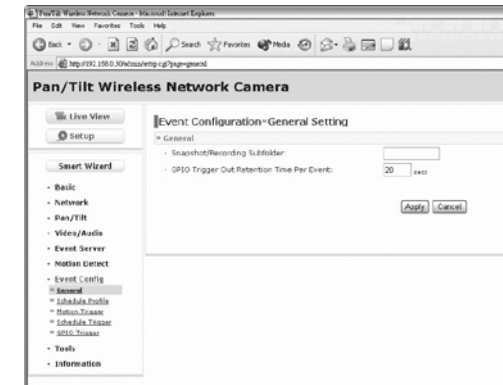 Pan/Tilt Wireless Network Camera - Microsoft Internet Explorer
File Edit View Favorites Tools Help
Back Search Favorites Media
Address
Pan/Tilt Wireless Network Camera
Live View
Setup
Smart Wizard
Basic
Network
Pan/Tilt
Video/Audio
Event Server
Motion Detect
Event Config
General
Schedule Profile
Motion Trigger
Schedule Trigger
GPIO Trigger
Tools
Information
Event Configuration-General Setting
General
Snapshot/Recording Subfolder:
GPIO Trigger Out Retention Time Per Event: 20 secs
Apply Cancel